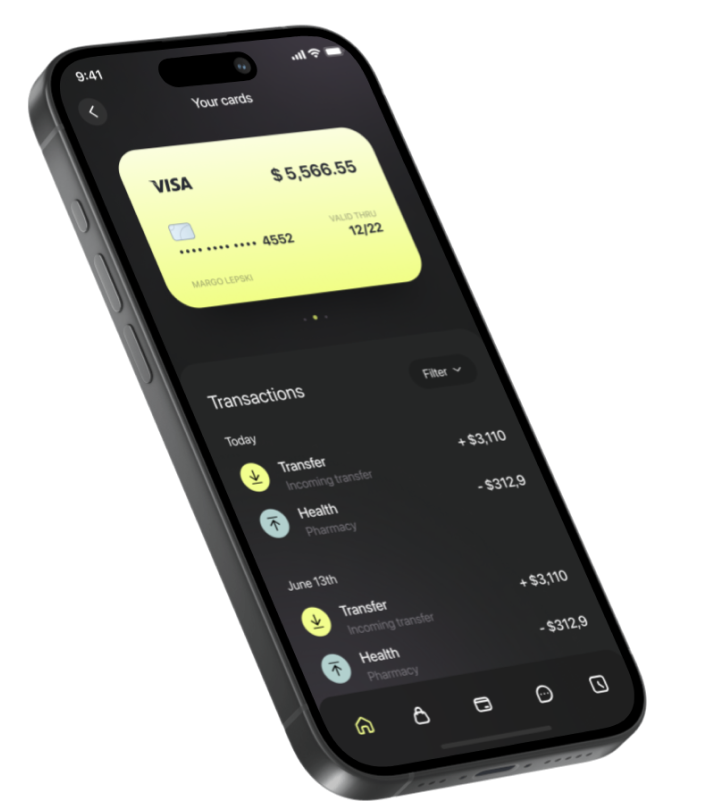 9:41
Your cards
VISA
$ 5,566.55
VALID THRU
•••• •••• •••• 4552
12/22
MARGO LEPSKI
Transactions
Filter
Today
Transfer
+ $3,110
Incoming transfer
Health
- $312,9
Pharmacy
June 13th
Transfer
+ $3,110
Incoming transfer
Health
- $312,9
Pharmacy